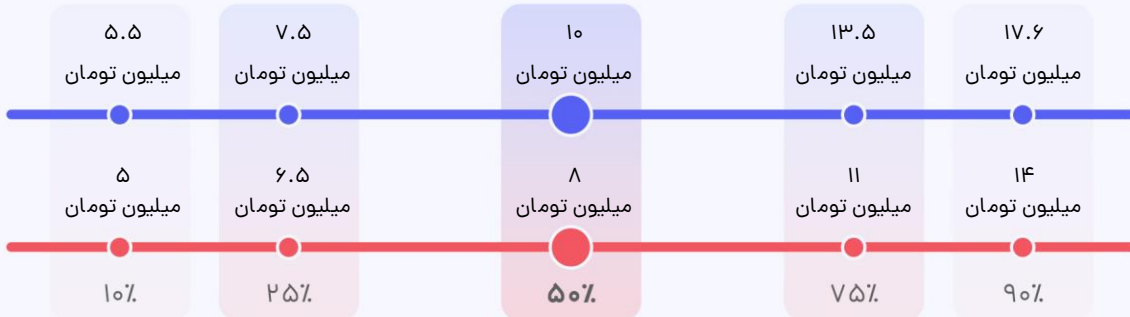 ۵.۵ ۷.۵ ۱۰ ۱۳.۵ ۱۷.۶
میلیون تومان میلیون تومان میلیون تومان میلیون تومان میلیون تومان
۵ ۶.۵ ۸ ۱۱ ۱۴
میلیون تومان میلیون تومان میلیون تومان میلیون تومان میلیون تومان
۱۰٪ ۲۵٪ ۵۰٪ ۷۵٪ ۹۰٪